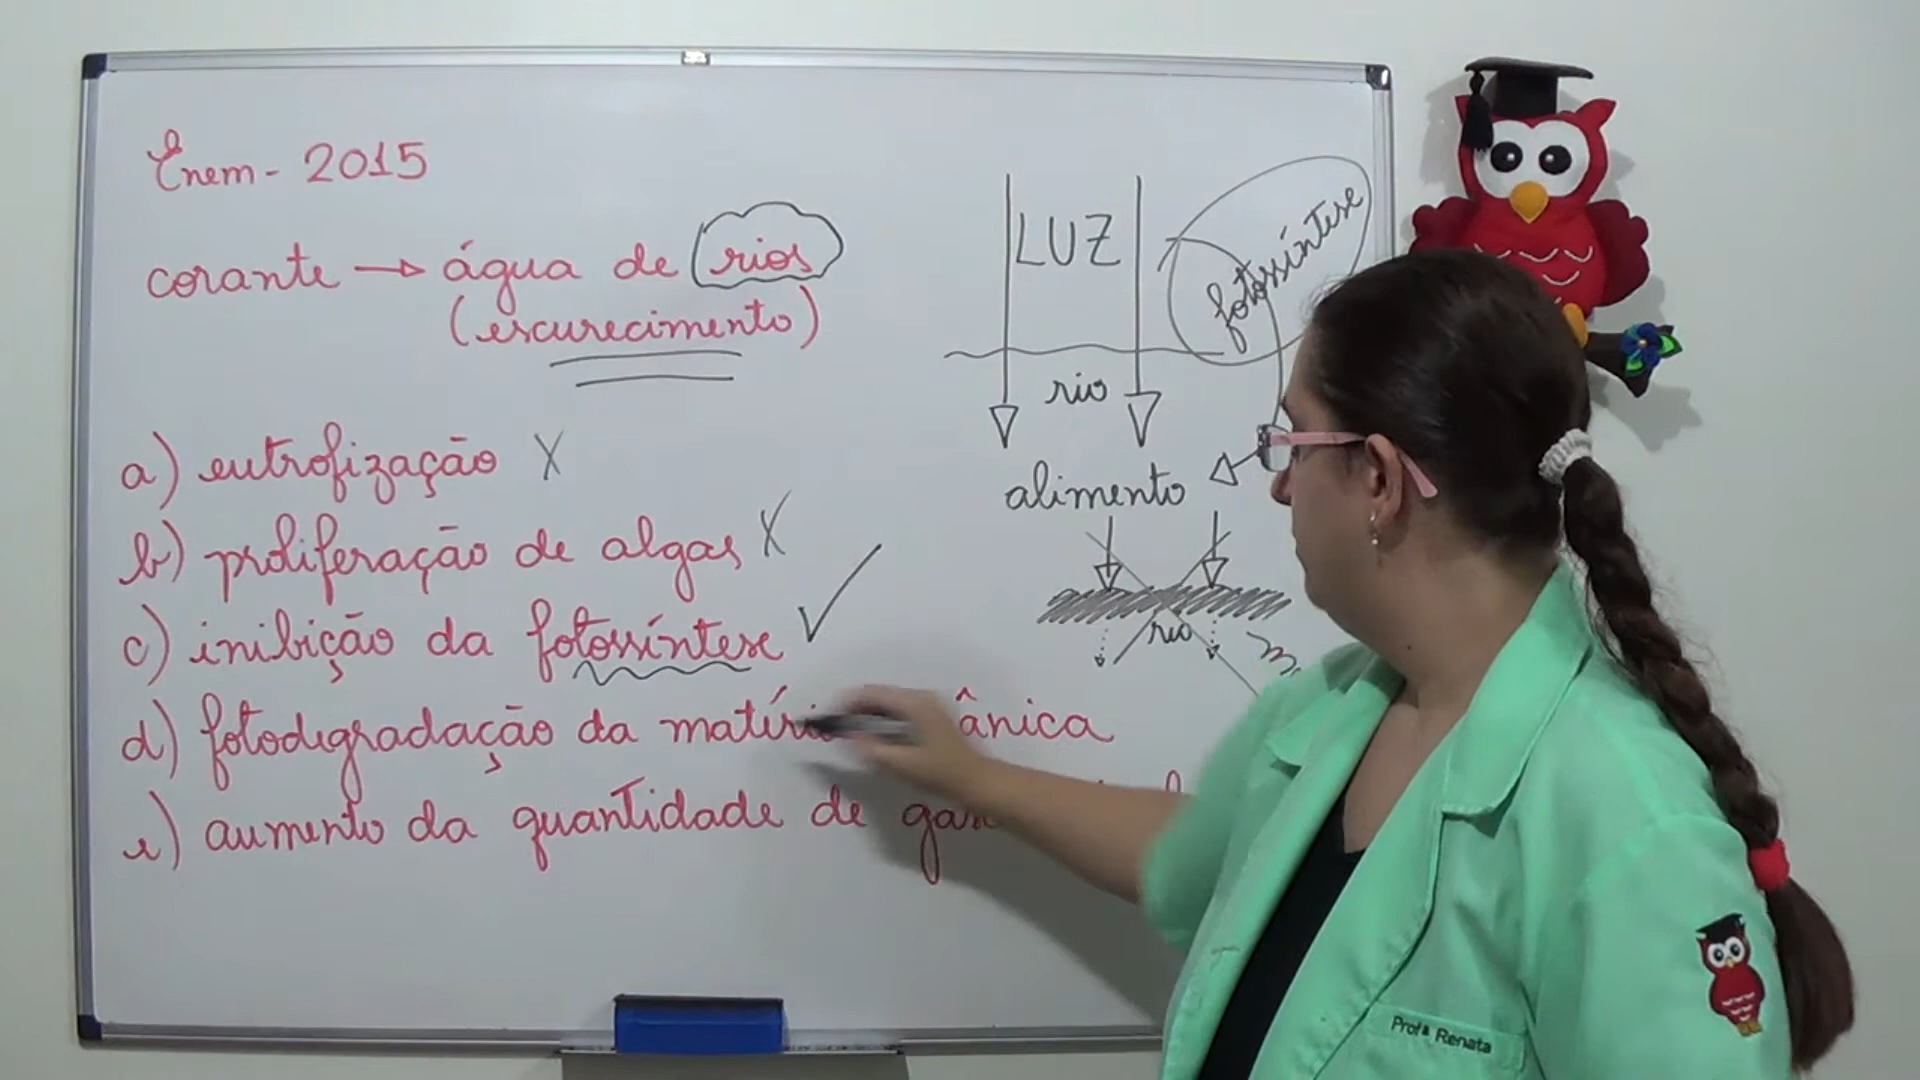 Enem - 2015
corante → água de rios
(escurecimento)
a) eutrofização X
b) proliferação de algas X
c) inibição da fotossíntese ✓
d) fotodegradação da
e) aumento da quantidade de
LUZ
fotossíntese
rio
alimento
rio
Profª Renata